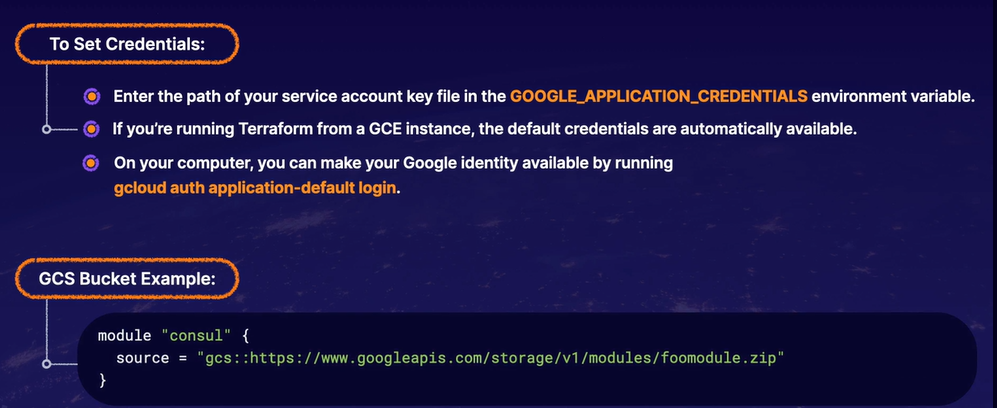 To Set Credentials:
Enter the path of your service account key file in the GOOGLE_APPLICATION_CREDENTIALS environment variable.
If you're running Terraform from a GCE instance, the default credentials are automatically available.
On your computer, you can make your Google identity available by running
gcloud auth application-default login.
GCS Bucket Example:
module "consul" {
  source = "gcs::https://www.googleapis.com/storage/v1/modules/foomodule.zip"
}